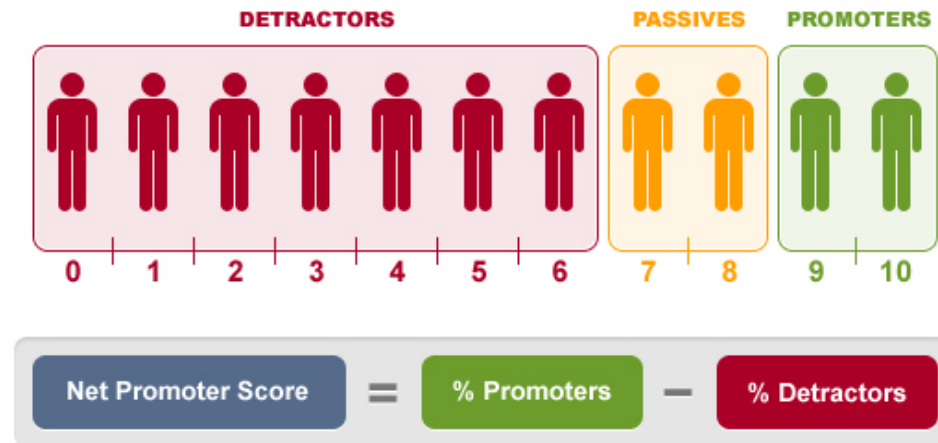 DETRACTORS PASSIVES PROMOTERS
0 1 2 3 4 5 6 7 8 9 10
Net Promoter Score = % Promoters − % Detractors